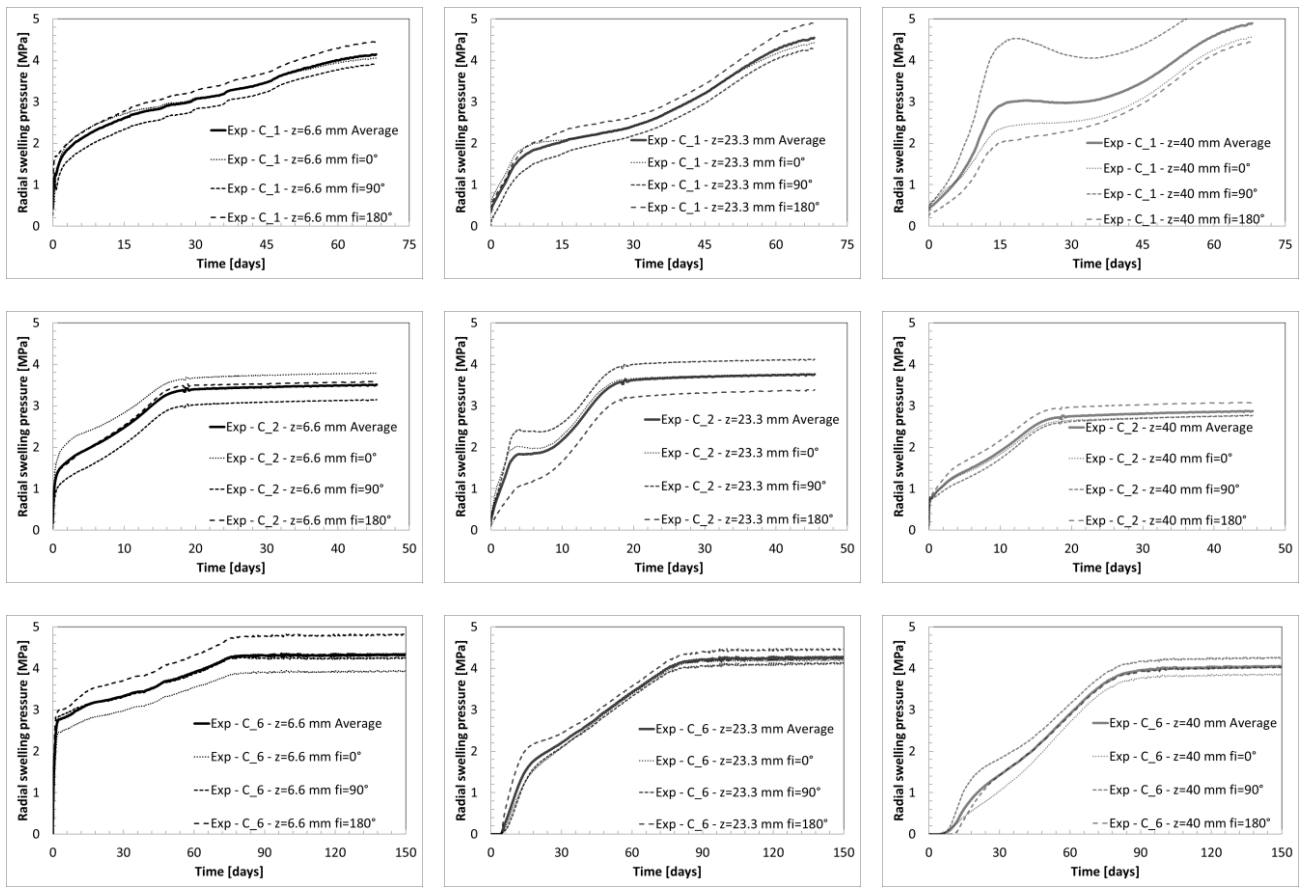 Radial swelling pressure [MPa]
5
4
3
2
1
0
Exp - C_1 - z=6.6 mm Average
Exp - C_1 - z=6.6 mm fi=0°
Exp - C_1 - z=6.6 mm fi=90°
Exp - C_1 - z=6.6 mm fi=180°
0 15 30 45 60 75
Time [days]
Radial swelling pressure [MPa]
5
4
3
2
1
0
Exp - C_1 - z=23.3 mm Average
Exp - C_1 - z=23.3 mm fi=0°
Exp - C_1 - z=23.3 mm fi=90°
Exp - C_1 - z=23.3 mm fi=180°
0 15 30 45 60 75
Time [days]
Radial swelling pressure [MPa]
5
4
3
2
1
0
Exp - C_1 - z=40 mm Average
Exp - C_1 - z=40 mm fi=0°
Exp - C_1 - z=40 mm fi=90°
Exp - C_1 - z=40 mm fi=180°
0 15 30 45 60 75
Time [days]
Radial swelling pressure [MPa]
5
4
3
2
1
0
Exp - C_2 - z=6.6 mm Average
Exp - C_2 - z=6.6 mm fi=0°
Exp - C_2 - z=6.6 mm fi=90°
Exp - C_2 - z=6.6 mm fi=180°
0 10 20 30 40 50
Time [days]
Radial swelling pressure [MPa]
5
4
3
2
1
0
Exp - C_2 - z=23.3 mm Average
Exp - C_2 - z=23.3 mm fi=0°
Exp - C_2 - z=23.3 mm fi=90°
Exp - C_2 - z=23.3 mm fi=180°
0 10 20 30 40 50
Time [days]
Radial swelling pressure [MPa]
5
4
3
2
1
0
Exp - C_2 - z=40 mm Average
Exp - C_2 - z=40 mm fi=0°
Exp - C_2 - z=40 mm fi=90°
Exp - C_2 - z=40 mm fi=180°
0 10 20 30 40 50
Time [days]
Radial swelling pressure [MPa]
5
4
3
2
1
0
Exp - C_6 - z=6.6 mm Average
Exp - C_6 - z=6.6 mm fi=0°
Exp - C_6 - z=6.6 mm fi=90°
Exp - C_6 - z=6.6 mm fi=180°
0 30 60 90 120 150
Time [days]
Radial swelling pressure [MPa]
5
4
3
2
1
0
Exp - C_6 - z=23.3 mm Average
Exp - C_6 - z=23.3 mm fi=0°
Exp - C_6 - z=23.3 mm fi=90°
Exp - C_6 - z=23.3 mm fi=180°
0 30 60 90 120 150
Time [days]
Radial swelling pressure [MPa]
5
4
3
2
1
0
Exp - C_6 - z=40 mm Average
Exp - C_6 - z=40 mm fi=0°
Exp - C_6 - z=40 mm fi=90°
Exp - C_6 - z=40 mm fi=180°
0 30 60 90 120 150
Time [days]